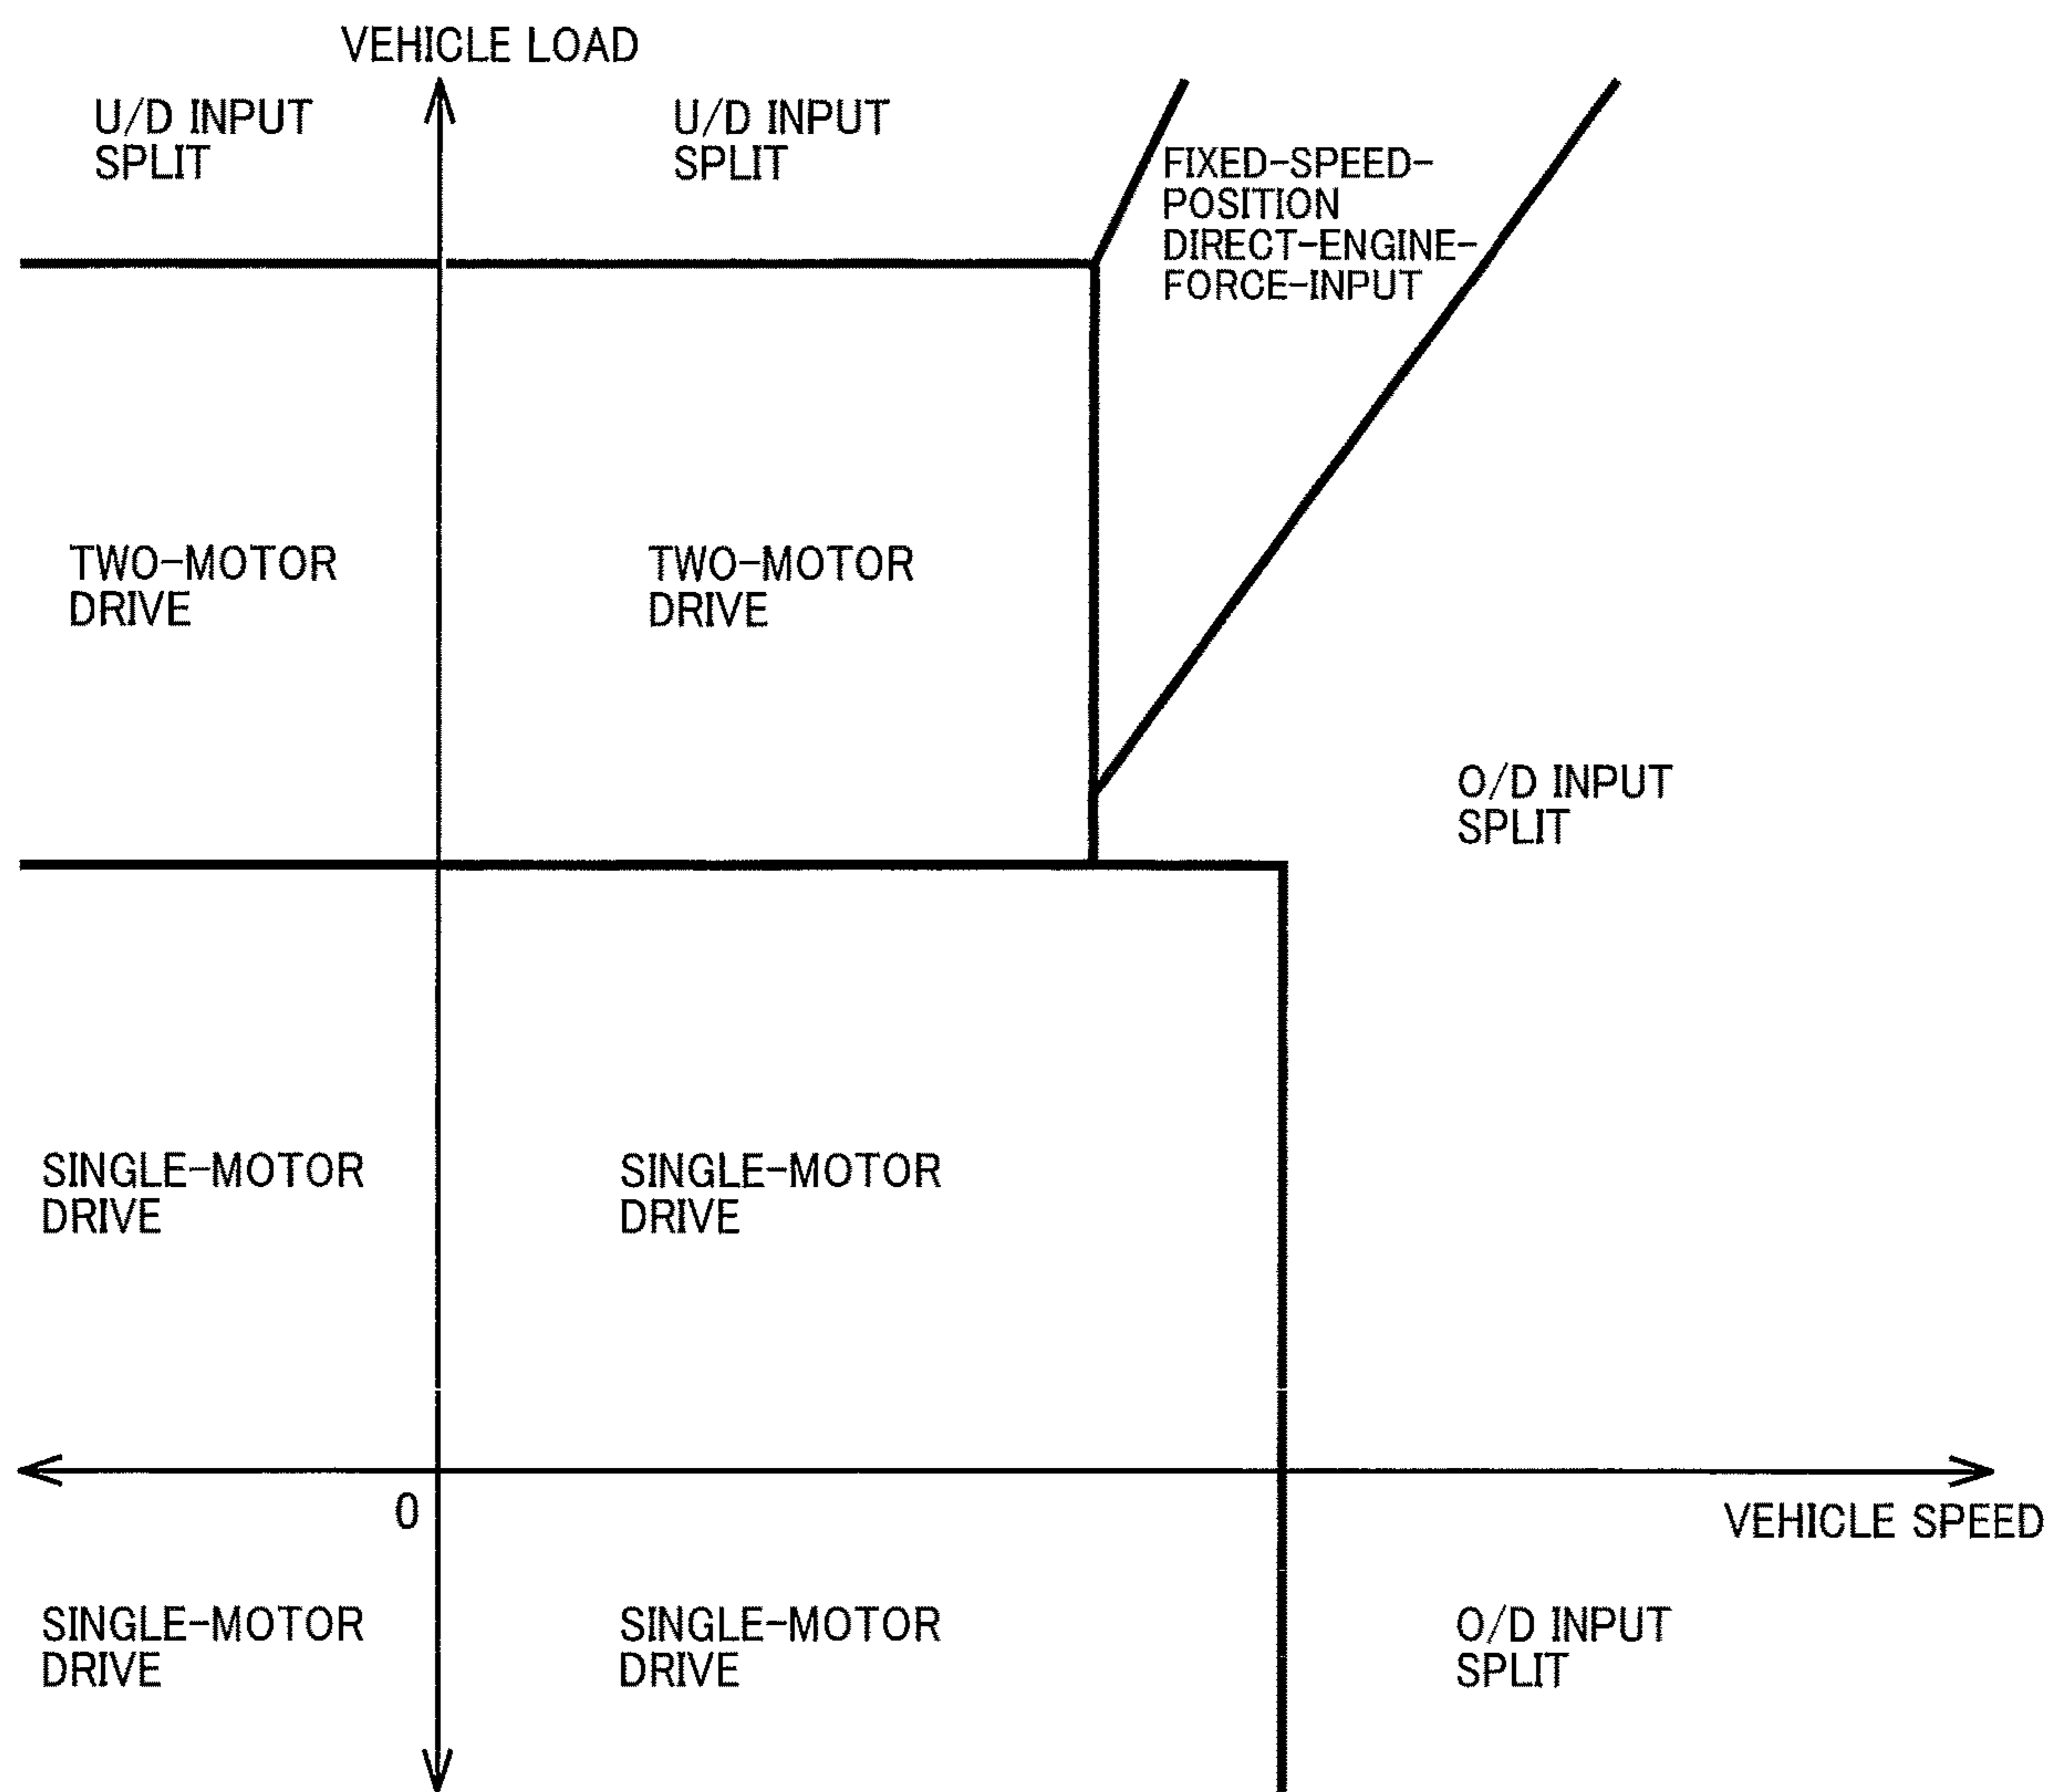 VEHICLE LOAD
U/D INPUT
SPLIT
U/D INPUT
SPLIT
FIXED-SPEED-
POSITION
DIRECT-ENGINE-
FORCE-INPUT
TWO-MOTOR
DRIVE
TWO-MOTOR
DRIVE
O/D INPUT
SPLIT
SINGLE-MOTOR
DRIVE
SINGLE-MOTOR
DRIVE
0
VEHICLE SPEED
SINGLE-MOTOR
DRIVE
SINGLE-MOTOR
DRIVE
O/D INPUT
SPLIT